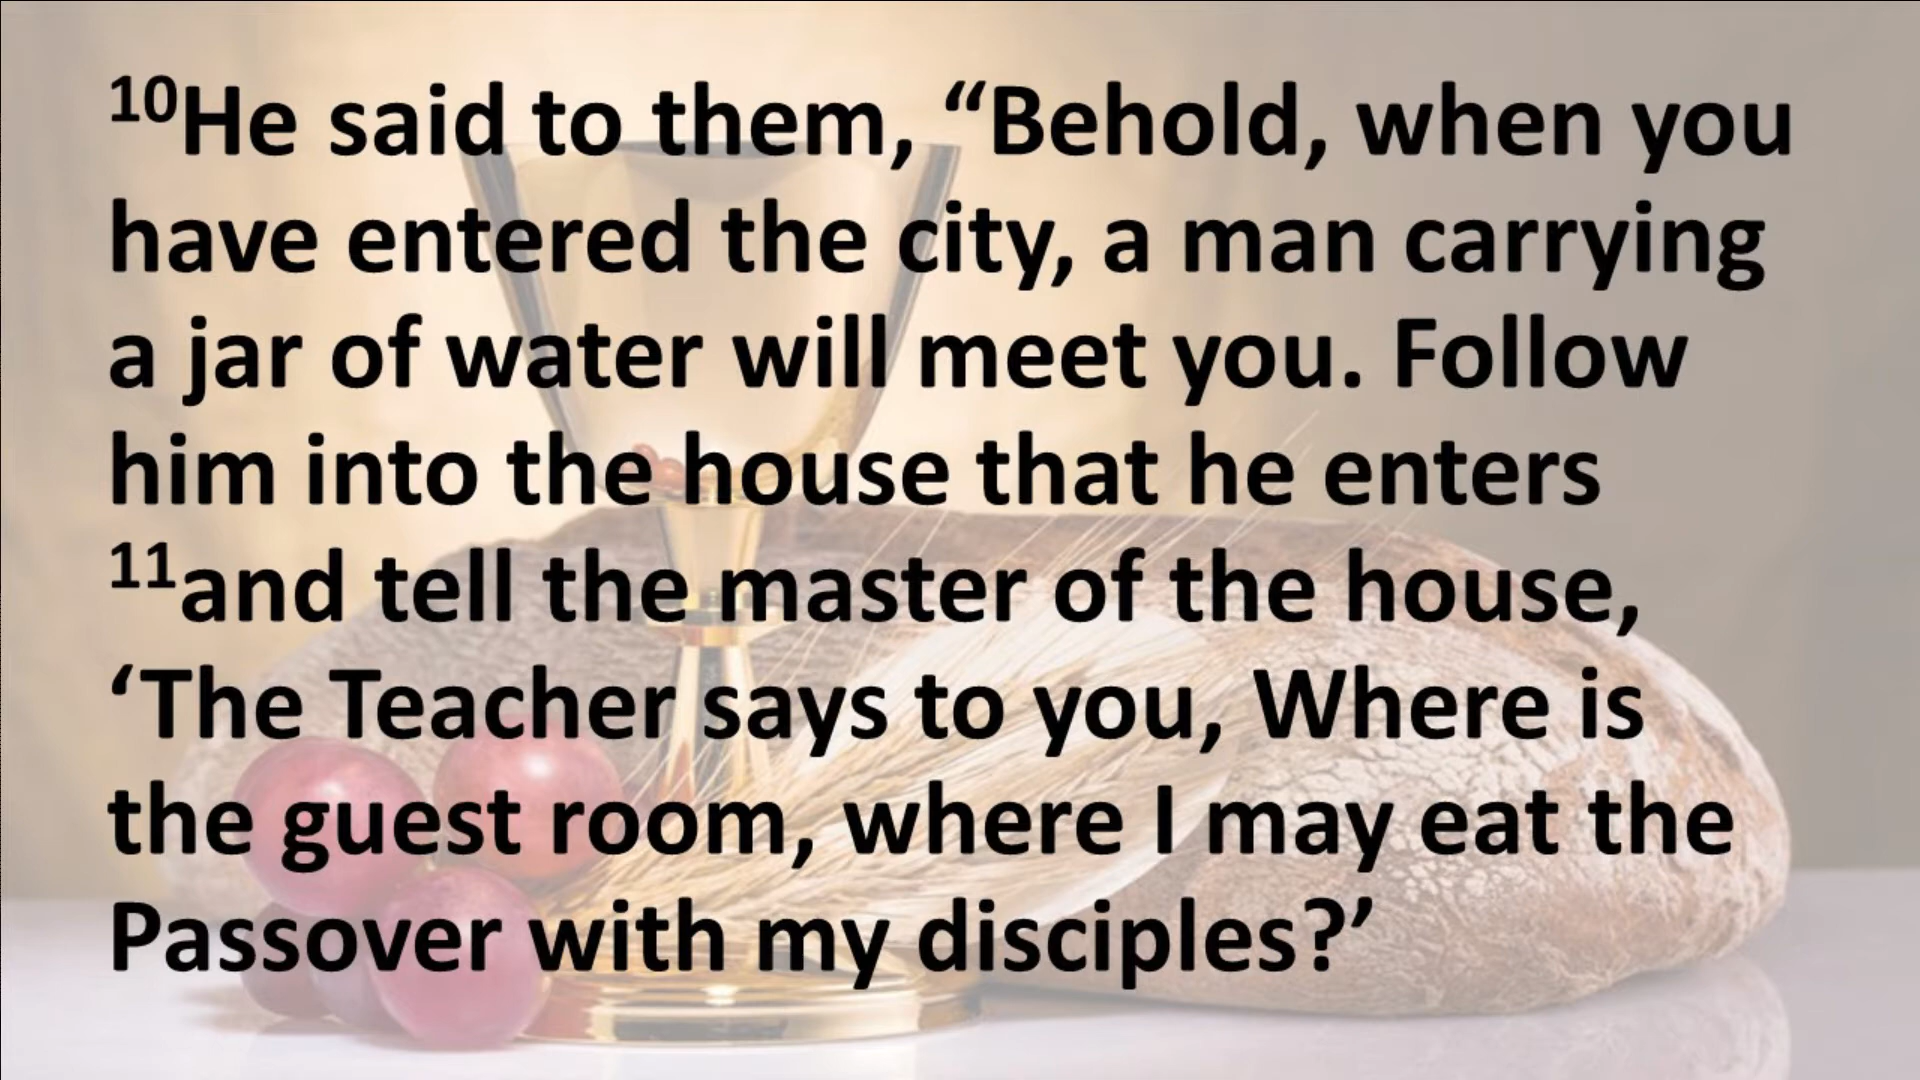 ¹⁰He said to them, “Behold, when you
have entered the city, a man carrying
a jar of water will meet you. Follow
him into the house that he enters
¹¹and tell the master of the house,
‘The Teacher says to you, Where is
the guest room, where I may eat the
Passover with my disciples?’